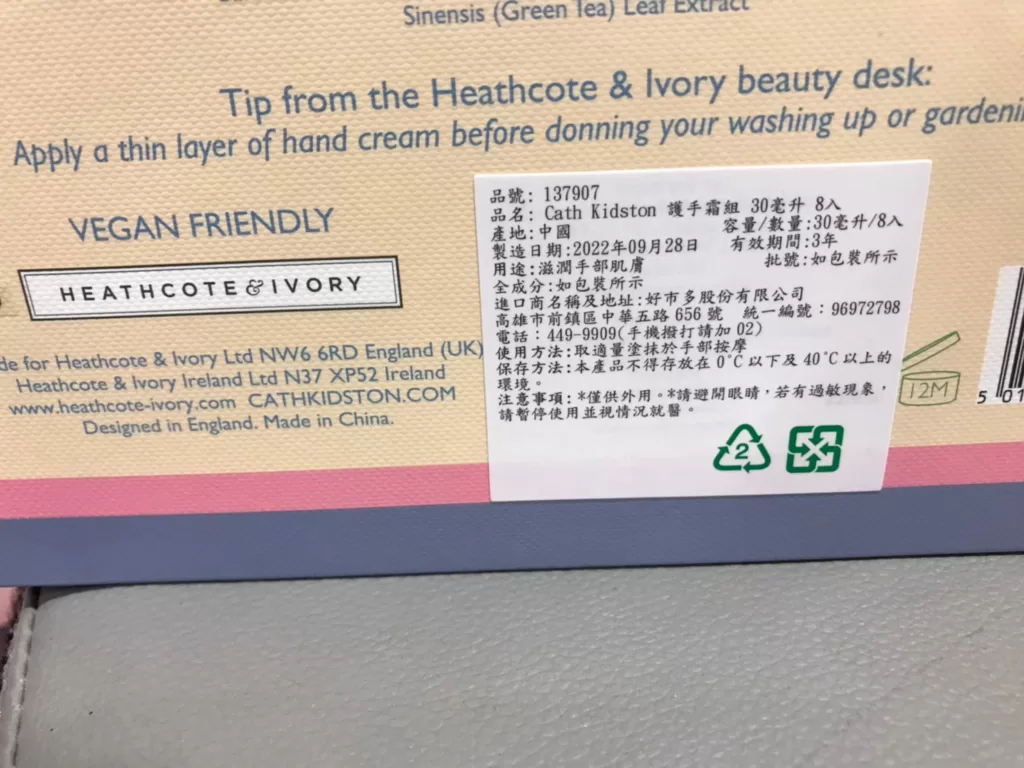 Sinensis (Green Tea) Leaf Extract
Tip from the Heathcote & Ivory beauty desk:
Apply a thin layer of hand cream before donning your washing up or
VEGAN FRIENDLY
HEATHCOTE & IVORY
for Heathcote & Ivory Ltd NW6 6RD England (UK)
Heathcote & Ivory Ireland Ltd N37 XP52 Ireland
www.heathcote-ivory.com CATHKIDSTON.COM
Designed in England. Made in China.
品號: 137907
品名: Cath Kidston 護手霜組 30毫升 8入
產地:中國 容量/數量:30毫升/8入
製造日期:2022年09月28日 有效期間:3年
用途:滋潤手部肌膚 批號:如包裝所示
全成分:如包裝所示
進口商名稱及地址:好市多股份有限公司
高雄市前鎮區中華五路 656 號 統一編號:96972798
電話:449-9909(手機撥打請加 02)
使用方法:取適量塗抹於手部按摩
保存方法:本產品不得存放在 0°C 以下及 40°C 以上的
環境。
注意事項:*僅供外用。*請避開眼睛,若有過敏現象,
請暫停使用並視情況就醫。
2
12M
5 01